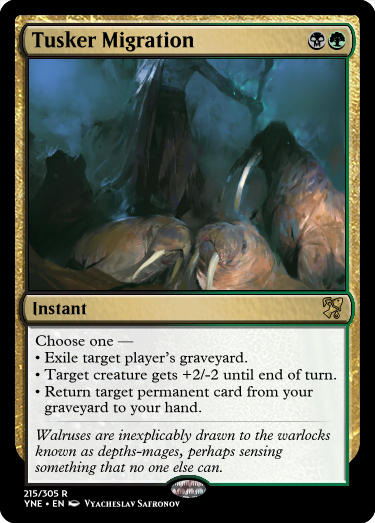 Tusker Migration
Instant
Choose one —
• Exile target player's graveyard.
• Target creature gets +2/-2 until end of turn.
• Return target permanent card from your
graveyard to your hand.
Walruses are inexplicably drawn to the warlocks
known as depths-mages, perhaps sensing
something that no one else can.
215/305 R
YNE • EN Vyacheslav Safronov